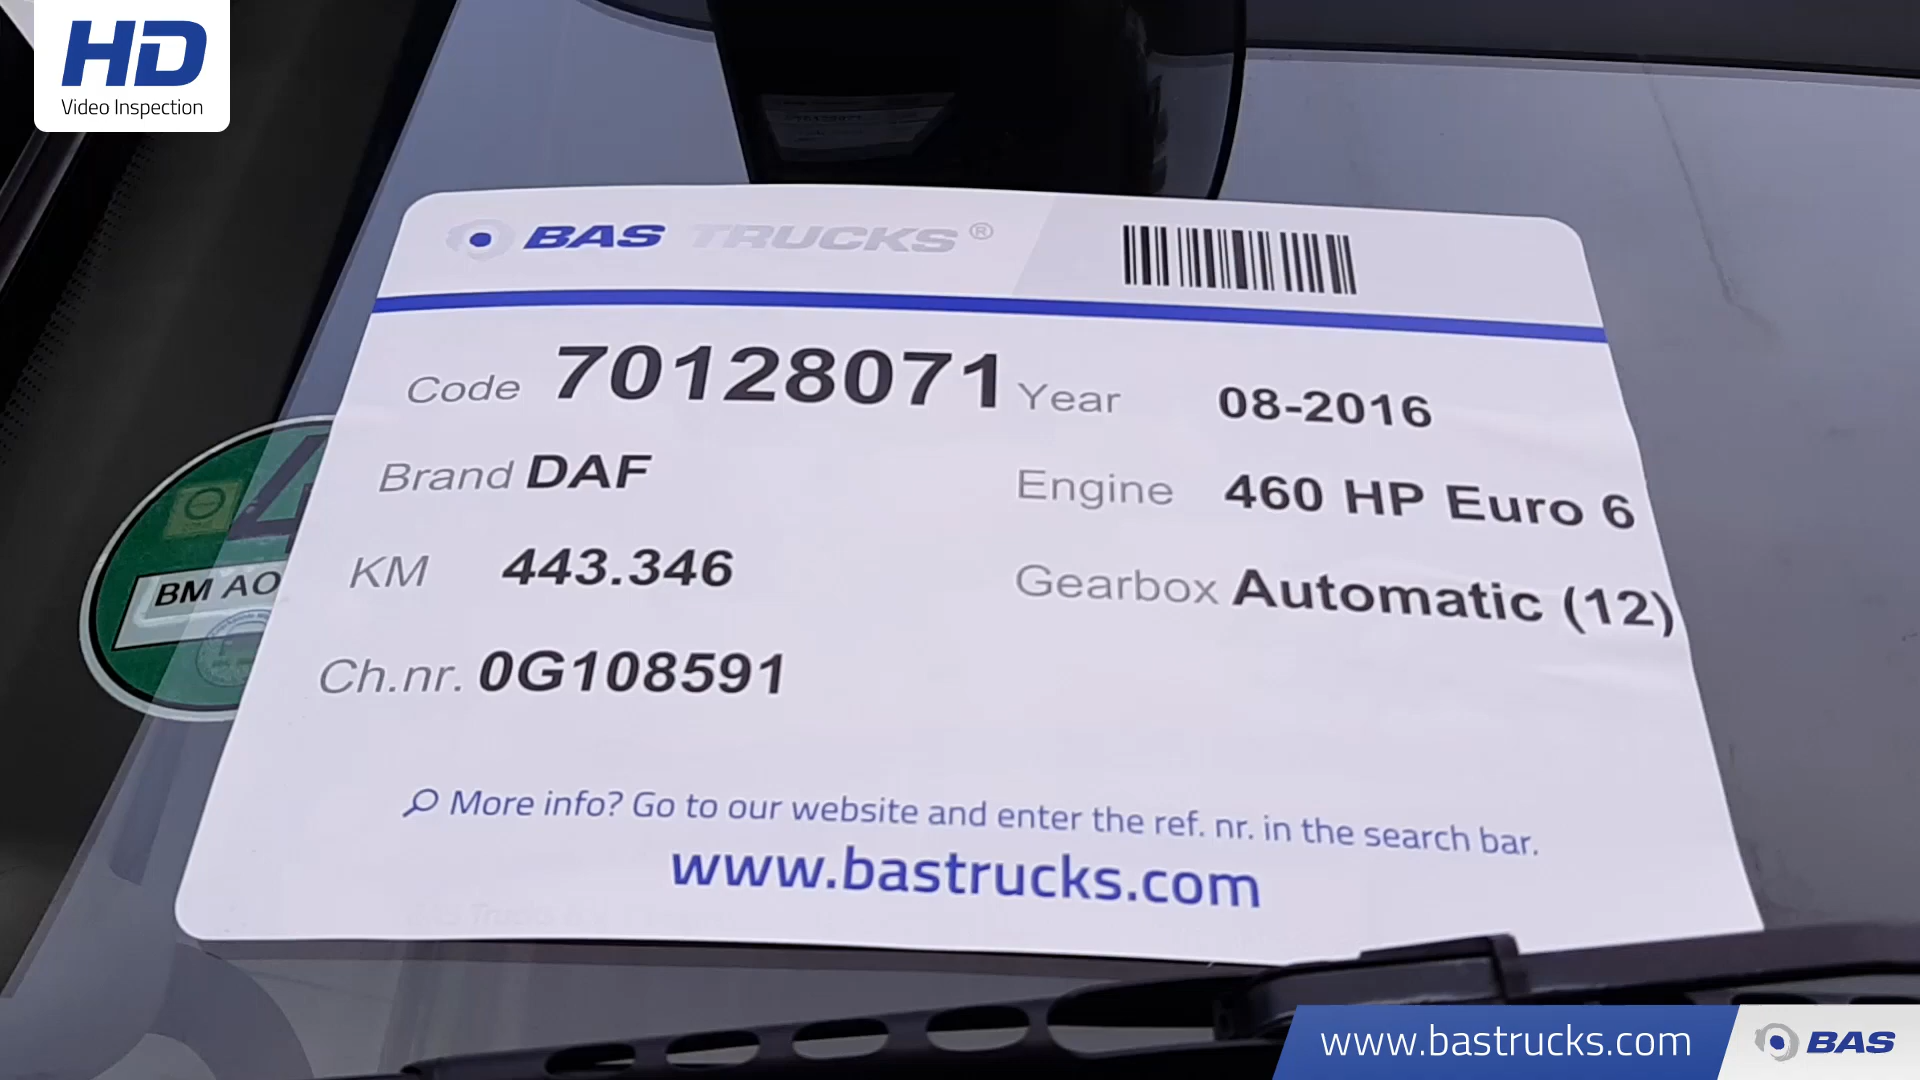 HD
Video Inspection
BAS TRUCKS®
Code 70128071 Year 08-2016
Brand DAF Engine 460 HP Euro 6
KM 443.346 Gearbox Automatic (12)
Ch.nr. 0G108591
BM AO
More info? Go to our website and enter the ref. nr. in the search bar.
www.bastrucks.com
www.bastrucks.com BAS